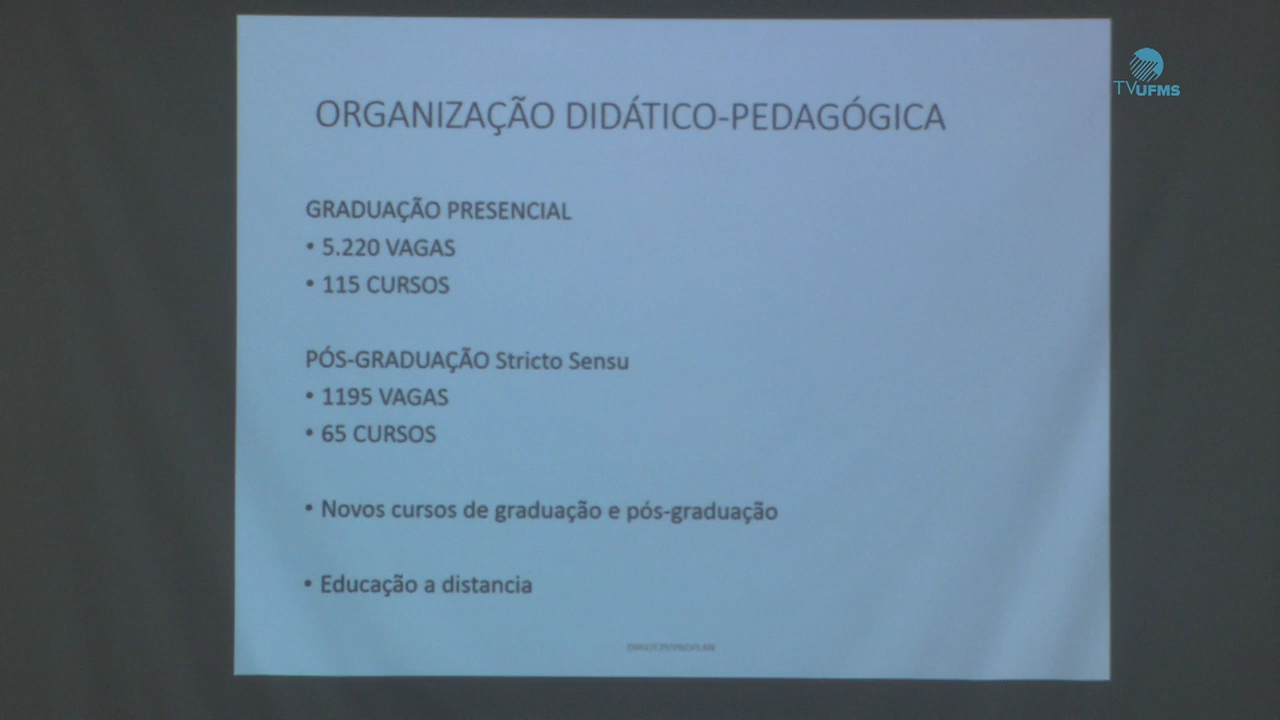 TVUFMS
ORGANIZAÇÃO DIDÁTICO-PEDAGÓGICA
GRADUAÇÃO PRESENCIAL
• 5.220 VAGAS
• 115 CURSOS
PÓS-GRADUAÇÃO Stricto Sensu
• 1195 VAGAS
• 65 CURSOS
• Novos cursos de graduação e pós-graduação
• Educação a distancia